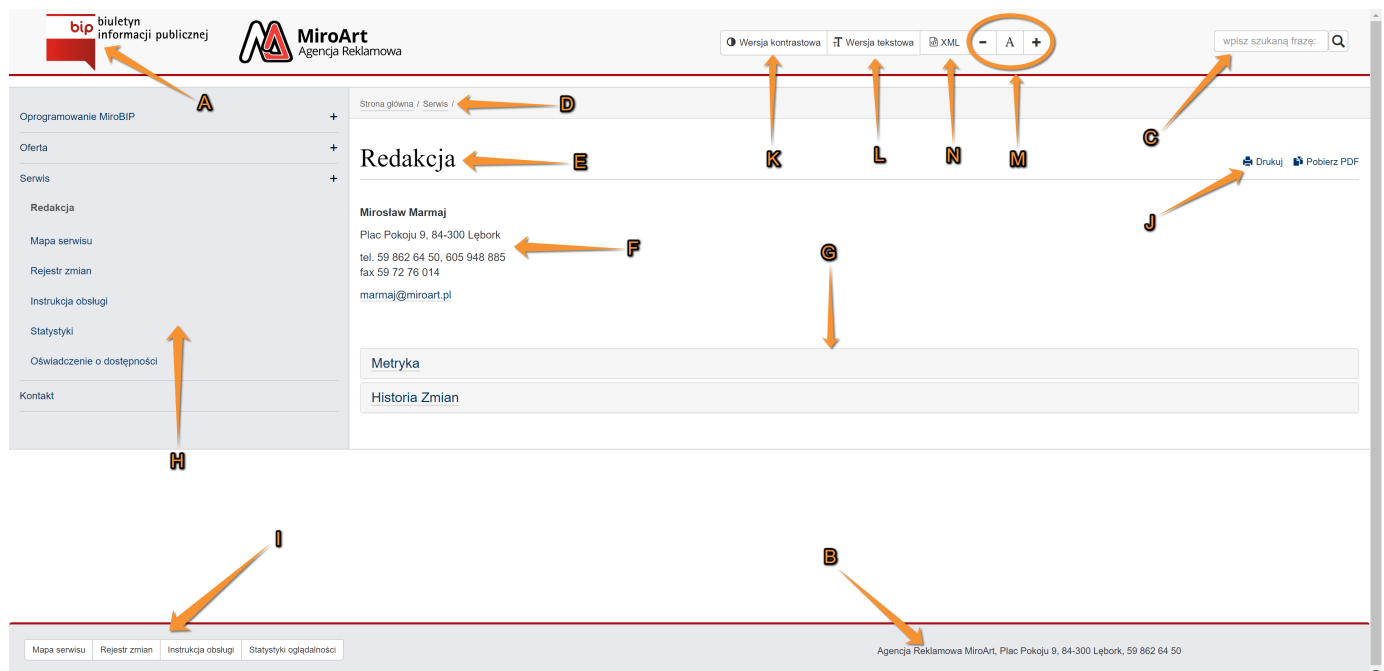 bip biuletyn
informacji publicznej
MiroArt
Agencja Reklamowa
Wersja kontrastowa
Wersja tekstowa
XML
- A +
wpisz szukaną frazę:
A
K
L
N
M
C
Oprogramowanie MiroBIP +
Oferta +
Serwis +
Redakcja
Mapa serwisu
Rejestr zmian
Instrukcja obsługi
Statystyki
Oświadczenie o dostępności
Kontakt
H
Strona główna / Serwis /
D
Redakcja
E
Drukuj
Pobierz PDF
J
Mirosław Marmaj
Plac Pokoju 9, 84-300 Lębork
F
tel. 59 862 64 50, 605 948 885
fax 59 72 76 014
marmaj@miroart.pl
G
Metryka
Historia Zmian
I
B
Mapa serwisu
Rejestr zmian
Instrukcja obsługi
Statystyki oglądalności
Agencja Reklamowa MiroArt, Plac Pokoju 9, 84-300 Lębork, 59 862 64 50